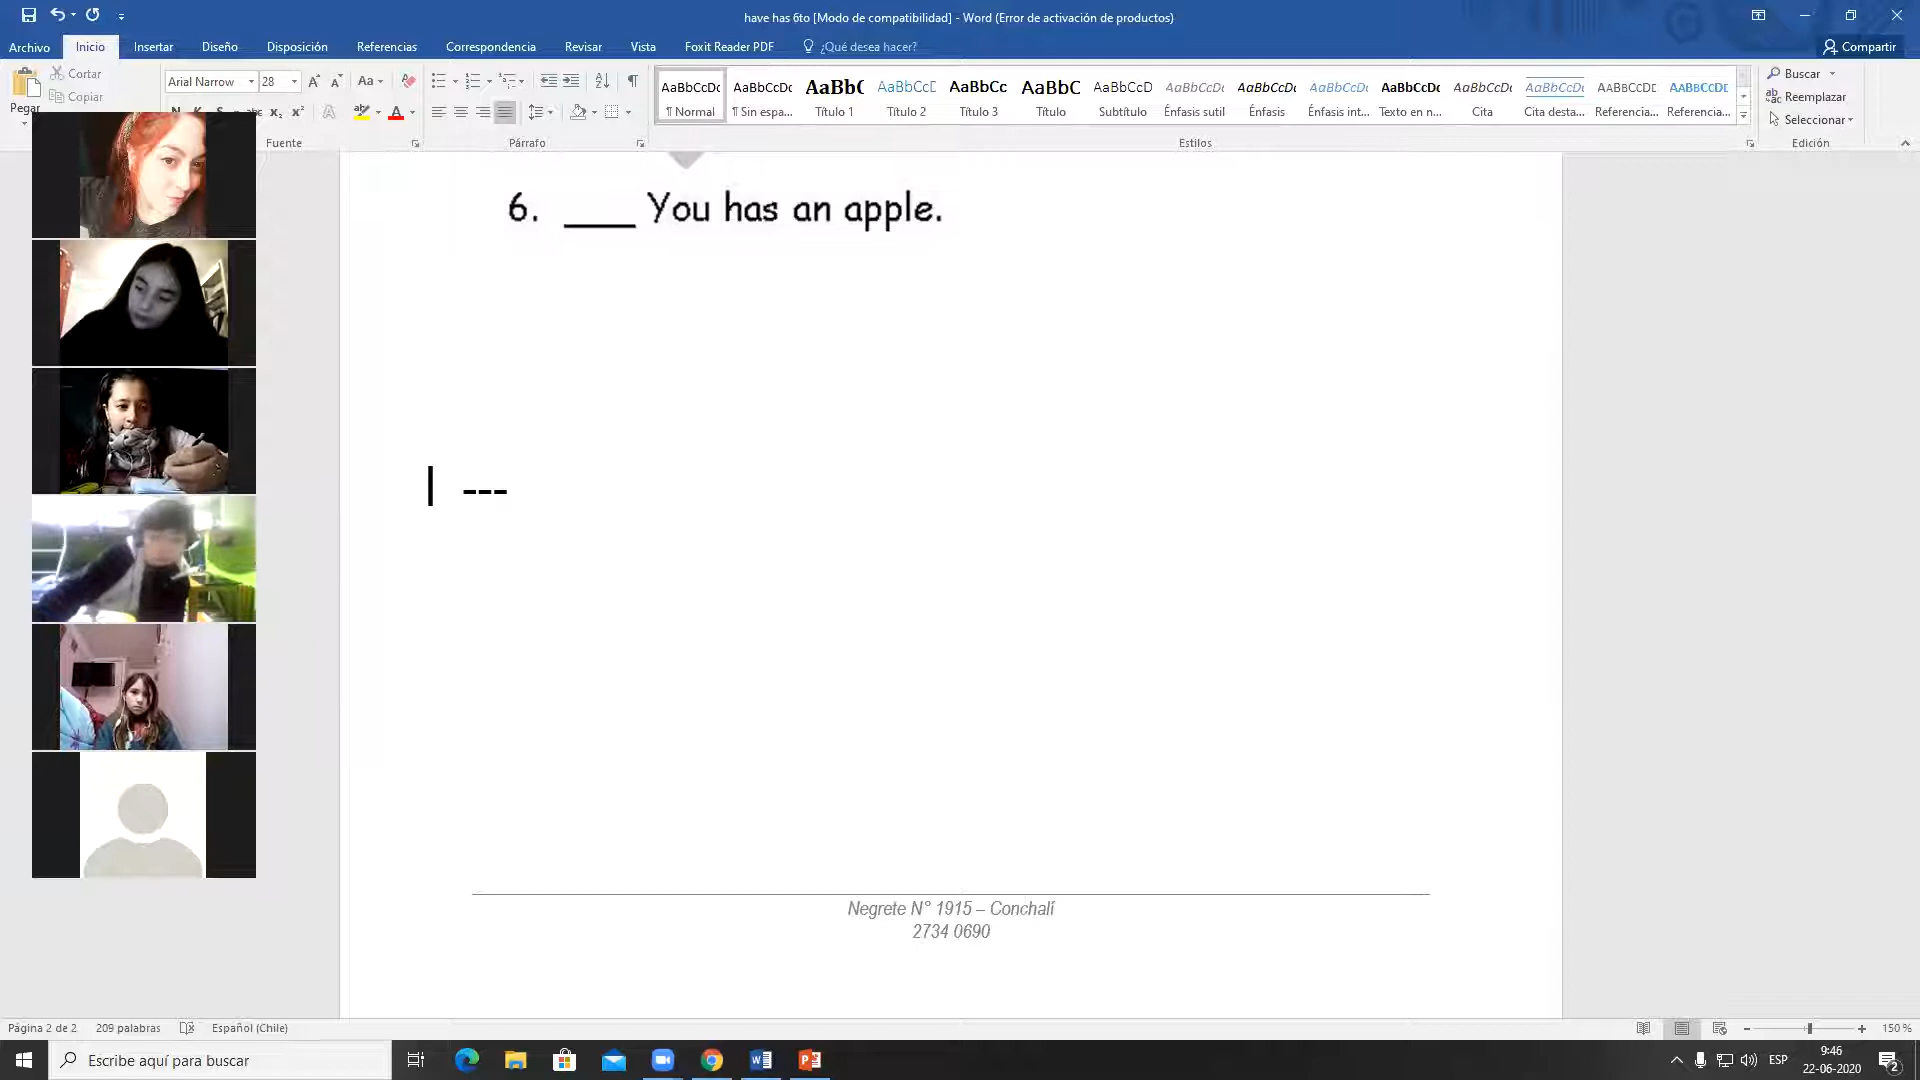 have has 6to [Modo de compatibilidad] - Word (Error de activación de productos)
Archivo Inicio Insertar Diseño Disposición Referencias Correspondencia Revisar Vista Foxit Reader PDF ¿Qué desea hacer? Compartir
Pegar
Cortar
Copiar
Arial Narrow 28
Fuente
Párrafo
AaBbCcDc AaBbCcDc AaBbC AaBbCcC AaBbCc AaBbC AaBbCcD AaBbCcDc AaBbCcDc AaBbCcDc AaBbCcDc AaBbCcDc AaBbCcDc AABBCCDE AABBCCDE
¶ Normal ¶ Sin espa... Título 1 Título 2 Título 3 Título Subtítulo Énfasis sutil Énfasis Énfasis int... Texto en n... Cita Cita desta... Referencia... Referencia...
Estilos
Buscar
Reemplazar
Seleccionar
Edición
6. ____ You has an apple.
| ---
Negrete N° 1915 – Conchalí
2734 0690
Página 2 de 2 209 palabras Español (Chile) 150 %
Escribe aquí para buscar
ESP
9:46
22-06-2020
2